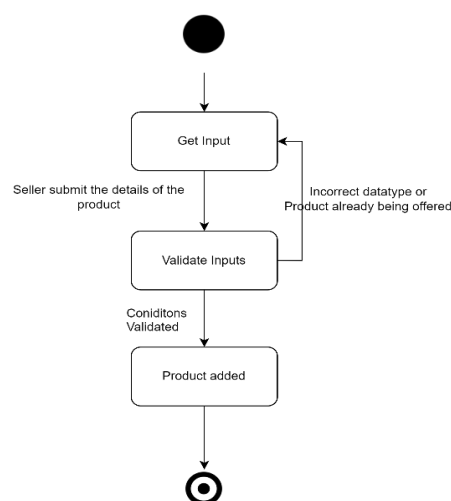 Get Input
Seller submit the details of the
product
Incorrect datatype or
Product already being offered
Validate Inputs
Coniditons
Validated
Product added